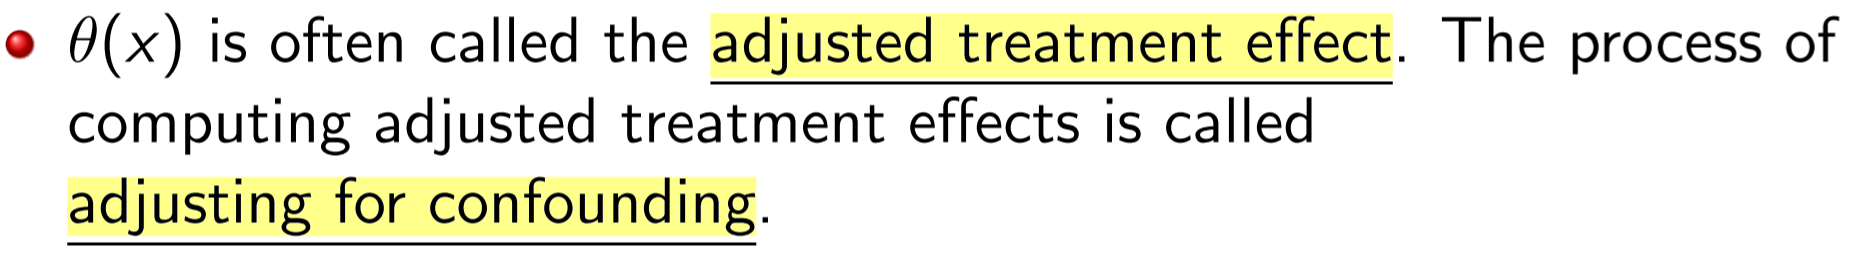 • θ(x) is often called the adjusted treatment effect. The process of
computing adjusted treatment effects is called
adjusting for confounding.